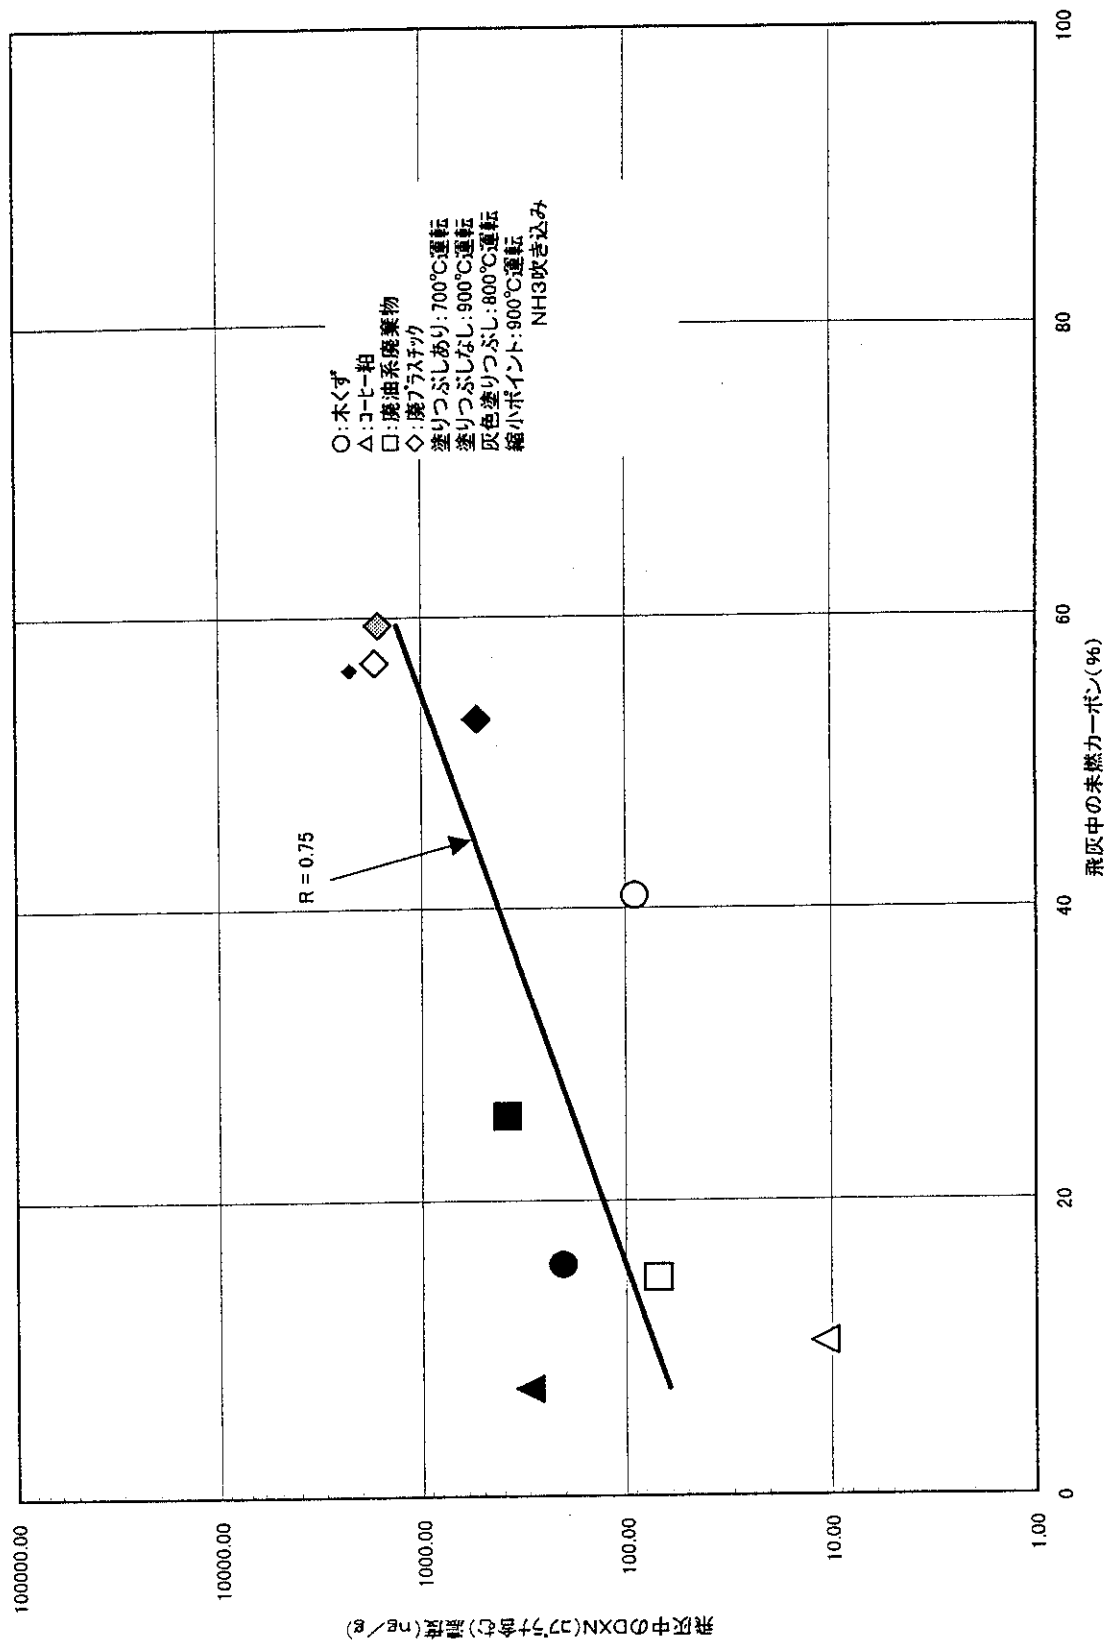 飛灰中のDXN(コプラナ含む)濃度(ng/g)
100000.00
10000.00
1000.00
100.00
10.00
1.00
R = 0.75
○:木くず
△:コーヒー粕
□:廃油系廃棄物
◇:廃プラスチック
塗りつぶしあり:700℃運転
塗りつぶしなし:900℃運転
灰色塗りつぶし:800℃運転
縮小ポイント:900℃運転
NH3吹き込み
0
20
40
60
80
100
飛灰中の未燃カーボン(%)